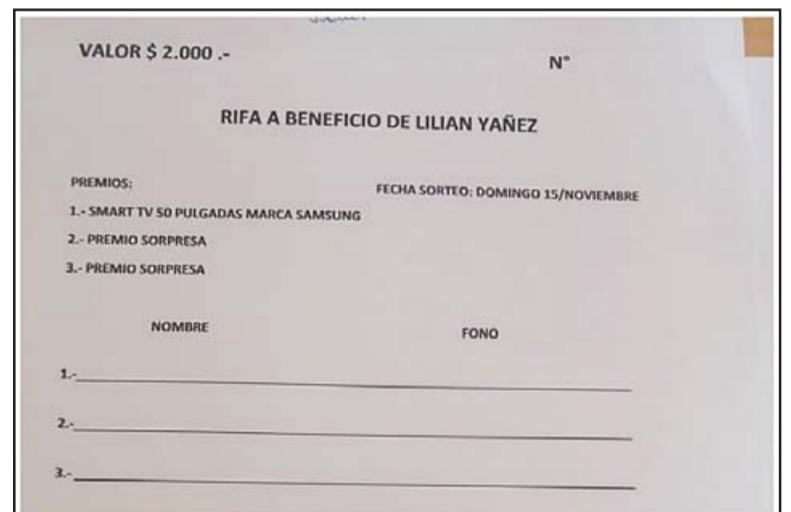 VALOR $ 2.000 .- N°
RIFA A BENEFICIO DE LILIAN YAÑEZ
PREMIOS: FECHA SORTEO: DOMINGO 15/NOVIEMBRE
1.- SMART TV 50 PULGADAS MARCA SAMSUNG
2.- PREMIO SORPRESA
3.- PREMIO SORPRESA
NOMBRE FONO
1.-
2.-
3.-